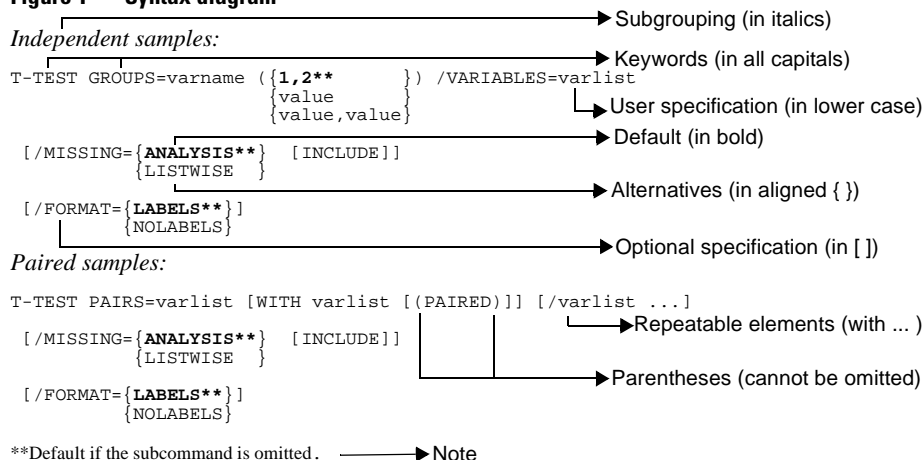 Figure 1 Syntax diagram
Subgrouping (in italics)
Independent samples:
Keywords (in all capitals)
T-TEST GROUPS=varname ({1,2** }) /VARIABLES=varlist
{value }
{value,value}
User specification (in lower case)
Default (in bold)
[/MISSING={ANALYSIS**} [INCLUDE]]
{LISTWISE }
Alternatives (in aligned { })
[/FORMAT={LABELS**}]
{NOLABELS}
Optional specification (in [ ])
Paired samples:
T-TEST PAIRS=varlist [WITH varlist [(PAIRED)]] [/varlist ...]
Repeatable elements (with ... )
[/MISSING={ANALYSIS**} [INCLUDE]]
{LISTWISE }
Parentheses (cannot be omitted)
[/FORMAT={LABELS**}]
{NOLABELS}
**Default if the subcommand is omitted.
Note